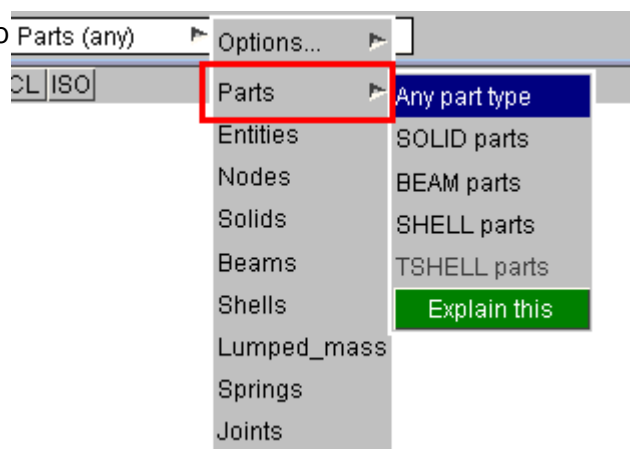 Parts (any)
Options...
CL ISO
Parts
Any part type
Entities
SOLID parts
Nodes
BEAM parts
Solids
SHELL parts
Beams
TSHELL parts
Shells
Explain this
Lumped_mass
Springs
Joints